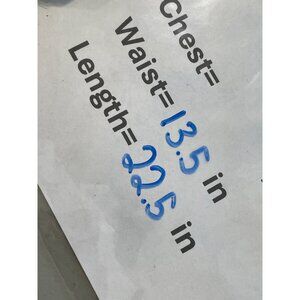 Chest=
Waist= 13.5 in
Length= 22.5 in